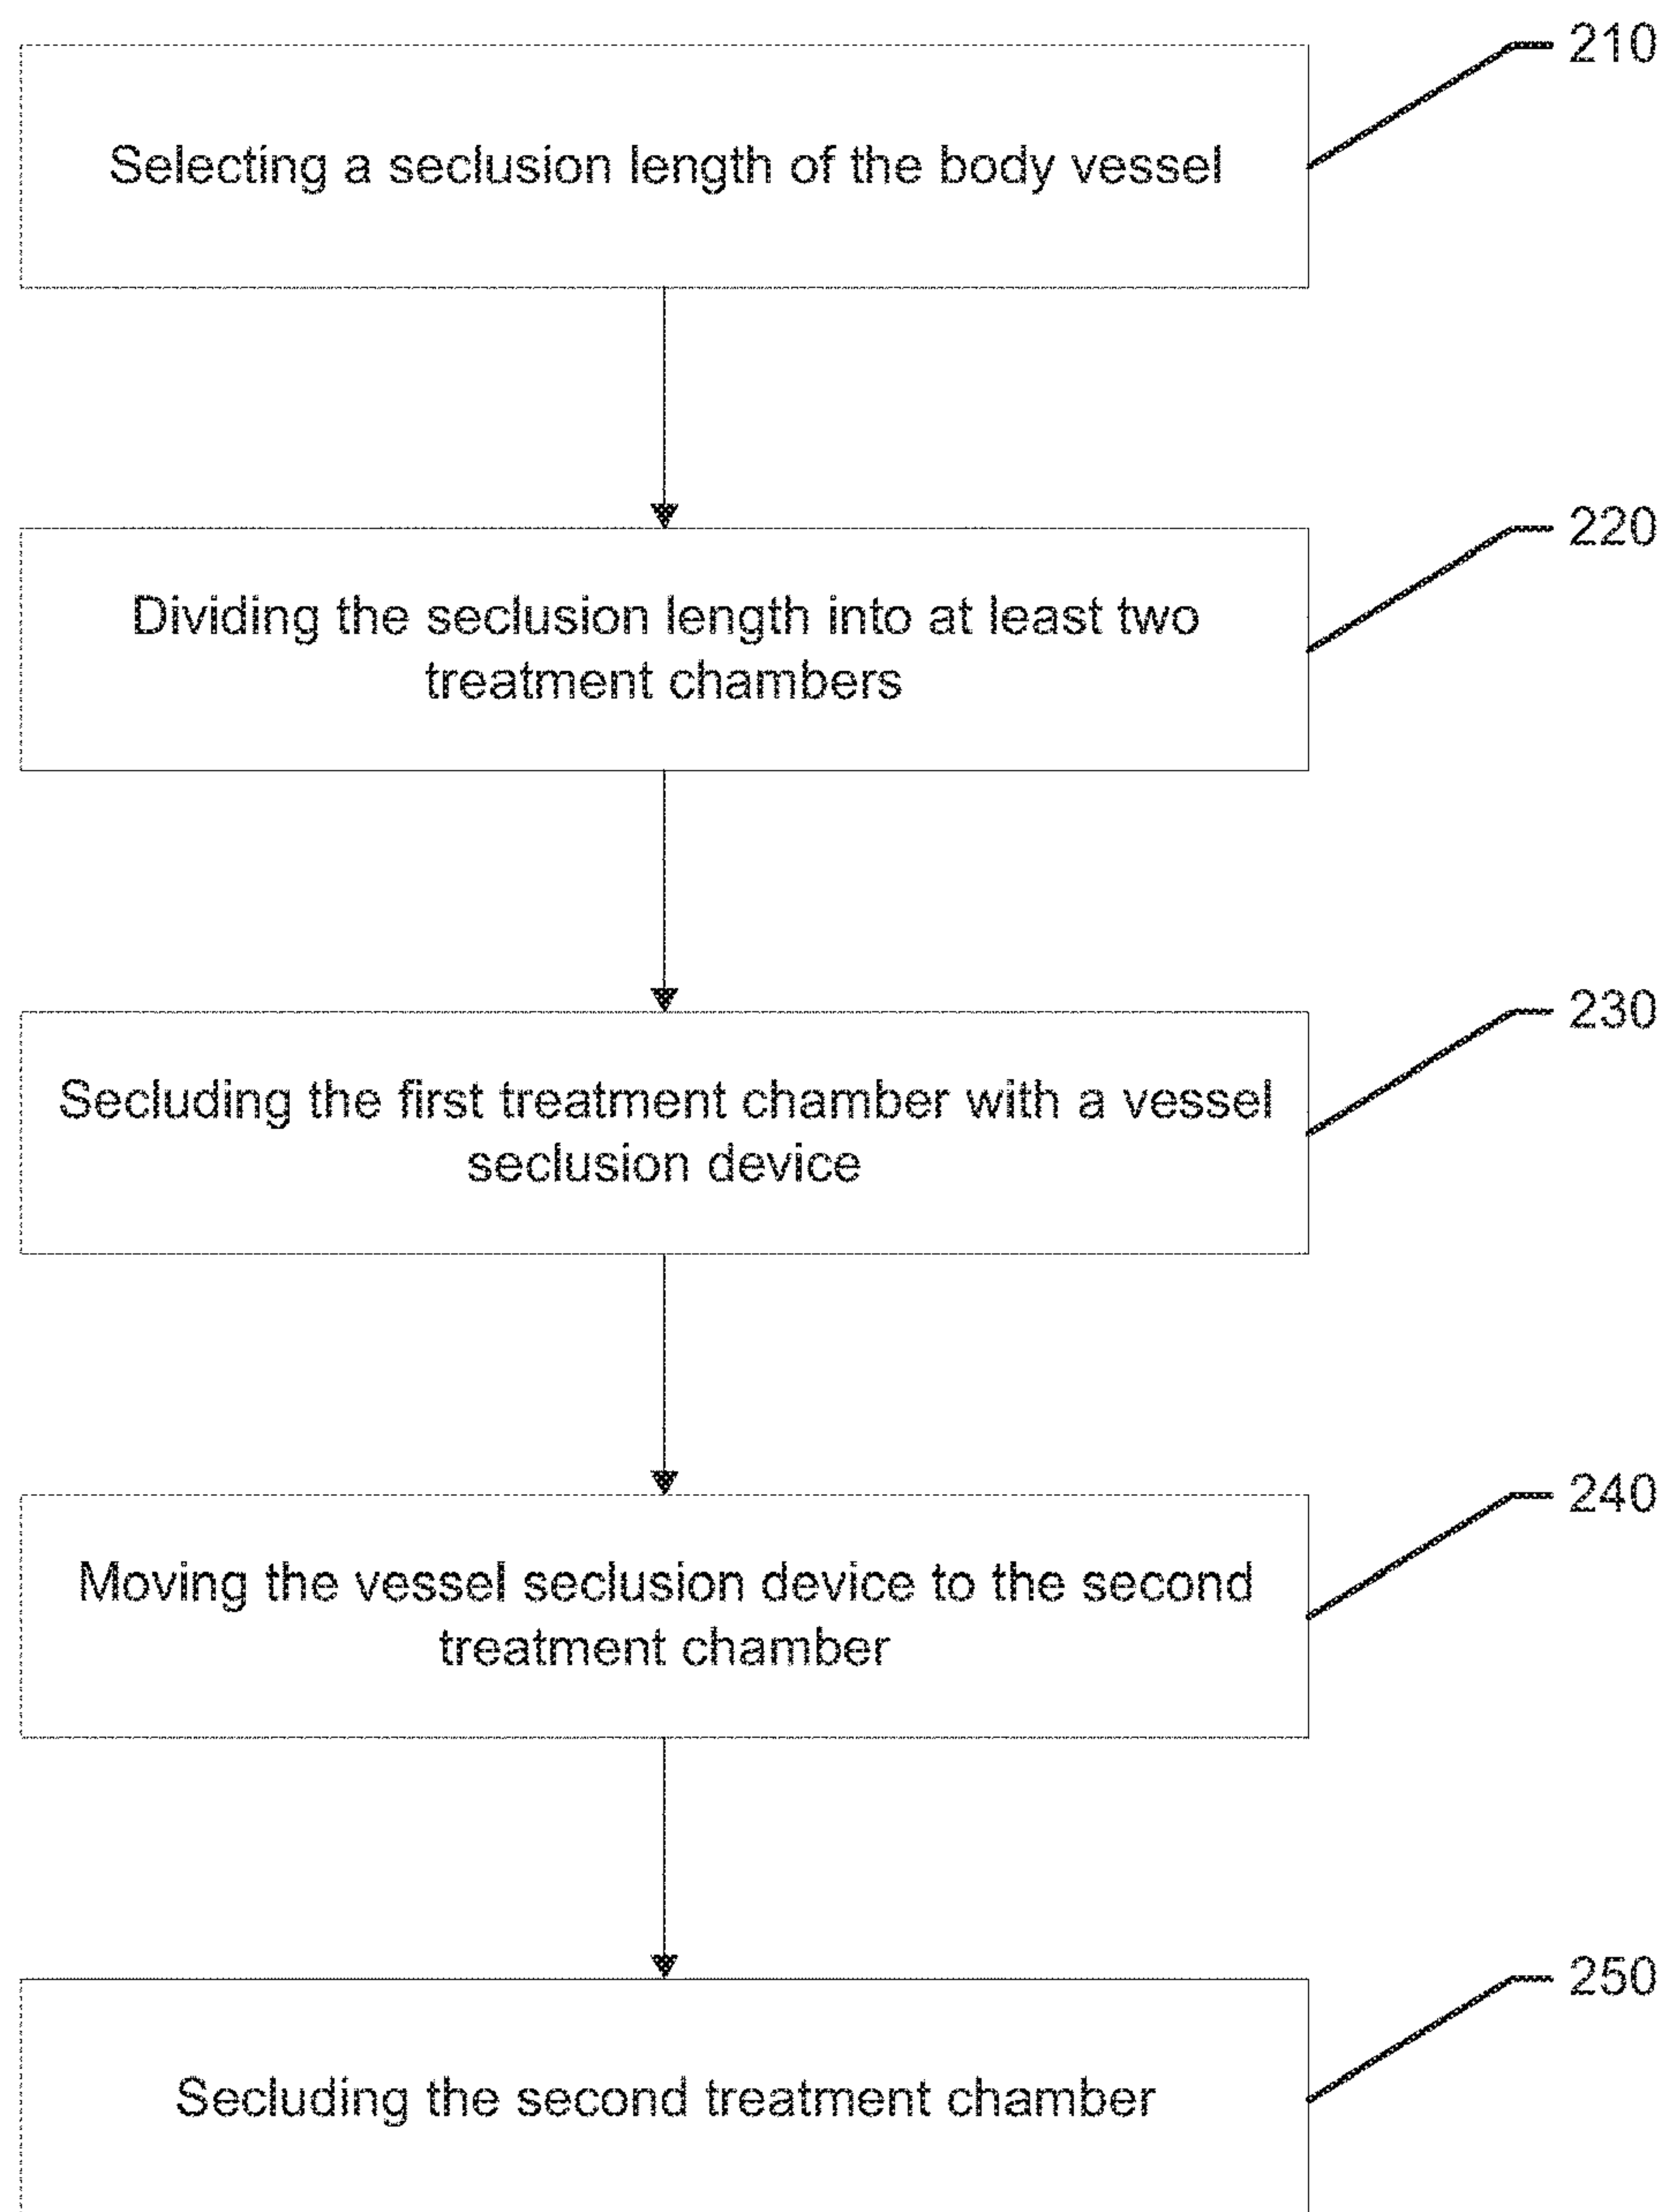 210
Selecting a seclusion length of the body vessel
220
Dividing the seclusion length into at least two
treatment chambers
230
Secluding the first treatment chamber with a vessel
seclusion device
240
Moving the vessel seclusion device to the second
treatment chamber
250
Secluding the second treatment chamber